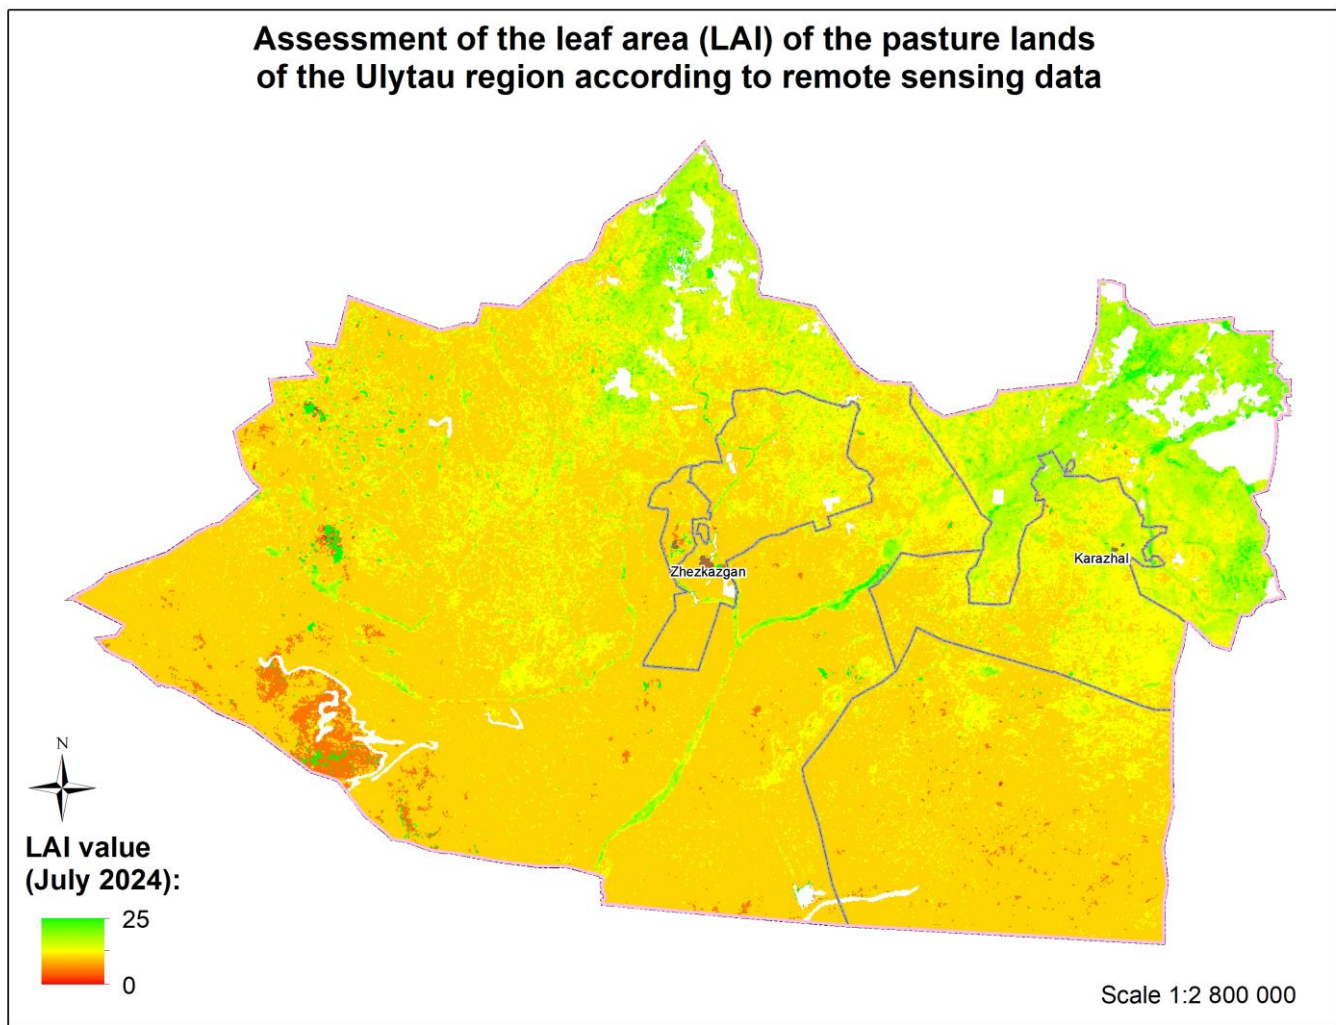 Assessment of the leaf area (LAI) of the pasture lands
of the Ulytau region according to remote sensing data
Zhezkazgan
Karazhal
N
LAI value
(July 2024):
25
0
Scale 1:2 800 000